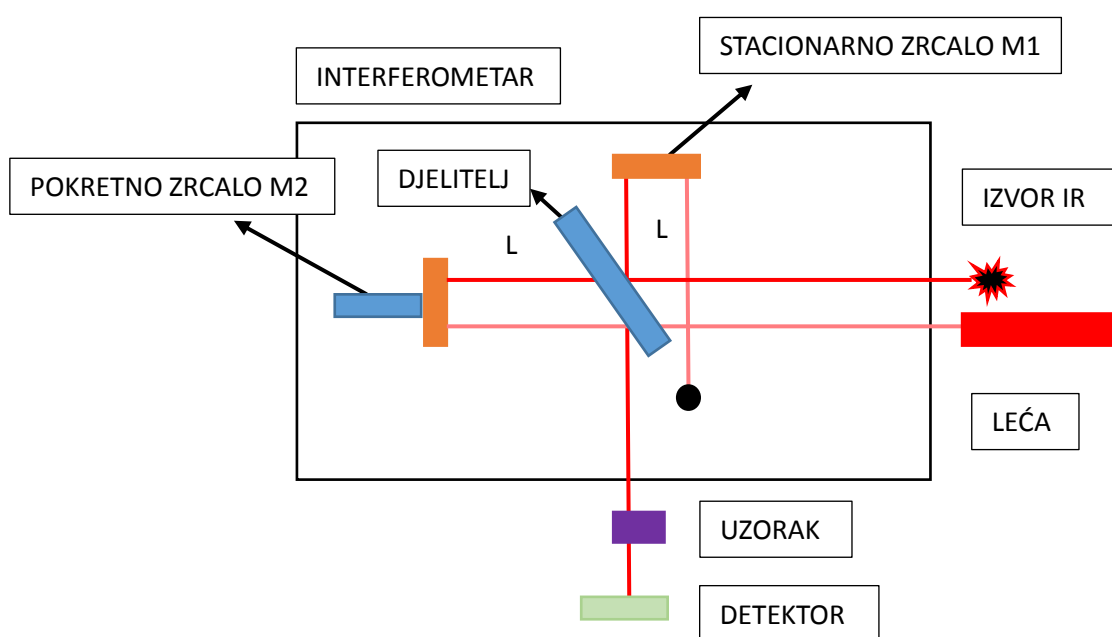 STACIONARNO ZRCALO M1
INTERFEROMETAR
POKRETNO ZRCALO M2
DJELITELJ
IZVOR IR
L
L
LEĆA
UZORAK
DETEKTOR